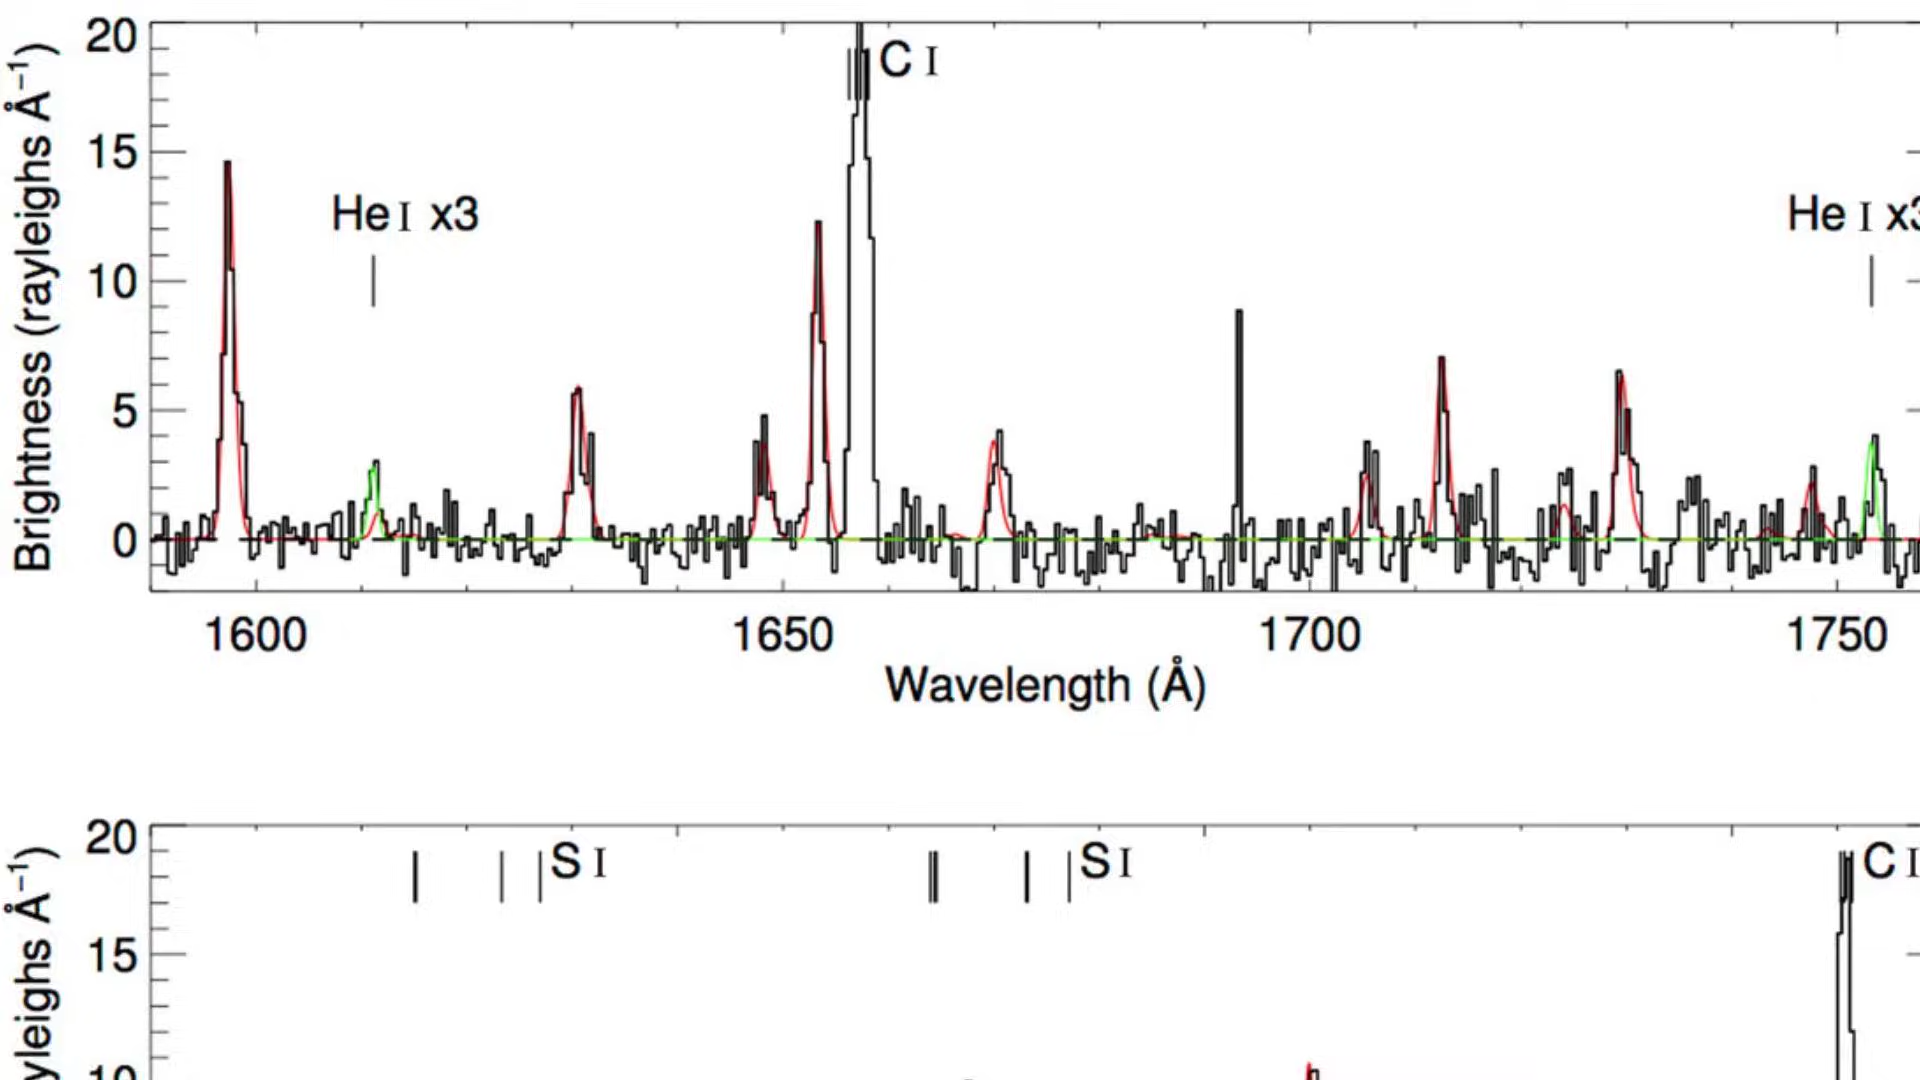 20
C I
15
He I x3
He I x3
10
5
0
Brightness (rayleighs Å⁻¹)
1600
1650
1700
1750
Wavelength (Å)
20
S I
S I
C I
15
10
yleighs Å⁻¹)